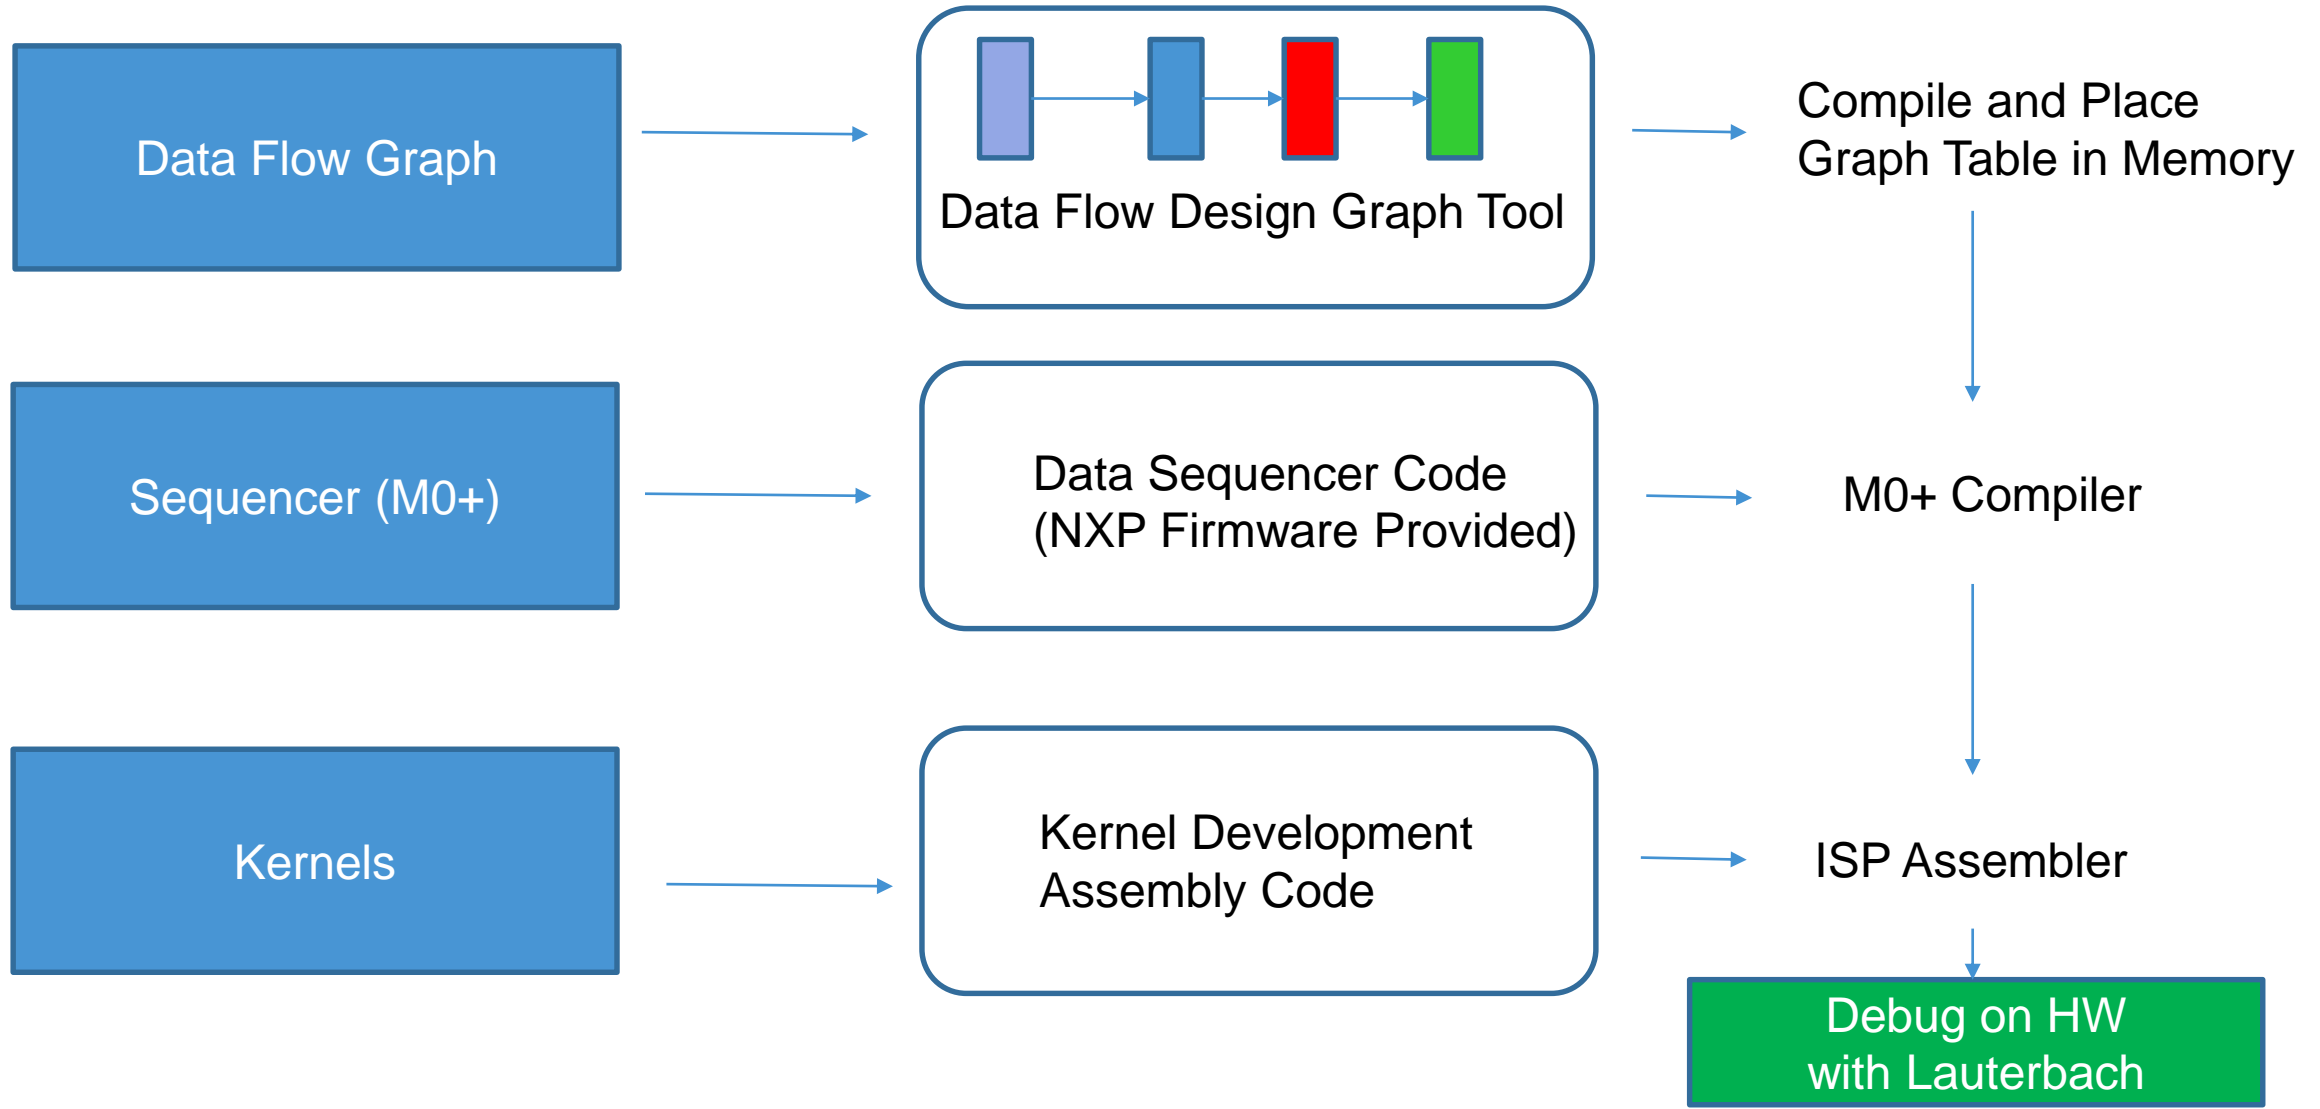 Data Flow Graph
Data Flow Design Graph Tool
Compile and Place
Graph Table in Memory
Sequencer (M0+)
Data Sequencer Code
(NXP Firmware Provided)
M0+ Compiler
Kernels
Kernel Development
Assembly Code
ISP Assembler
Debug on HW
with Lauterbach